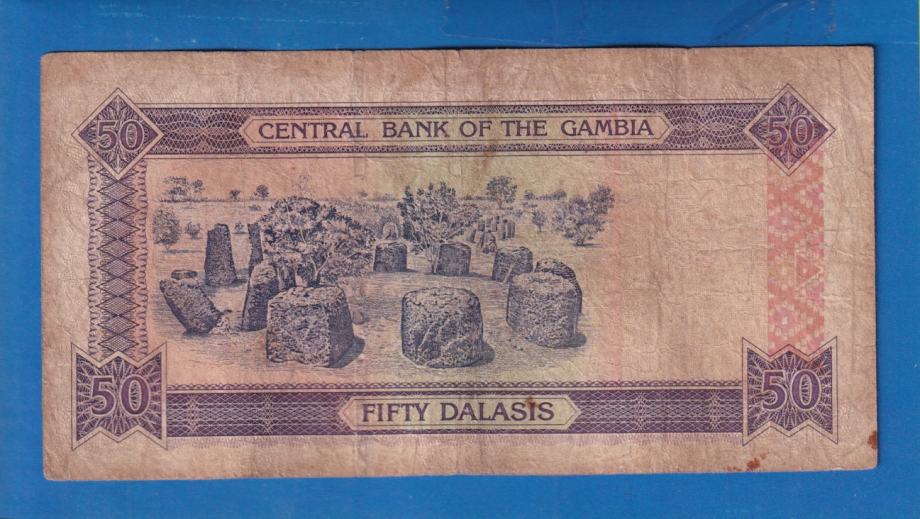 50 CENTRAL BANK OF THE GAMBIA 50
50 FIFTY DALASIS 50